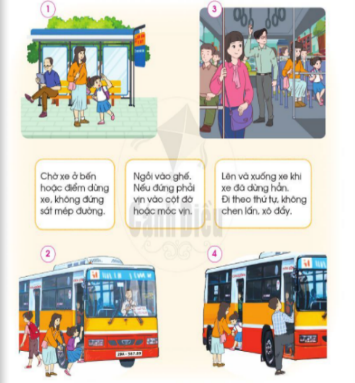 1
3
Chờ xe ở bến
hoặc điểm dừng
xe, không đứng
sát mép đường.
Ngồi vào ghế.
Nếu đứng phải
vịn vào cột đỡ
hoặc móc vịn.
Lên và xuống xe khi
xe đã dừng hẳn.
Đi theo thứ tự, không
chen lấn, xô đẩy.
Cánh Diều
2
4